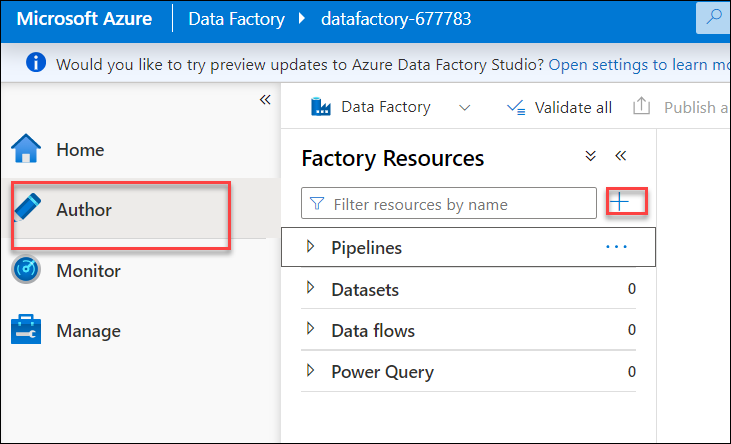 Microsoft Azure Data Factory datafactory-677783
Would you like to try preview updates to Azure Data Factory Studio? Open settings to learn mo
Data Factory Validate all Publish a
Home
Author
Monitor
Manage
Factory Resources
Filter resources by name
Pipelines
Datasets 0
Data flows 0
Power Query 0